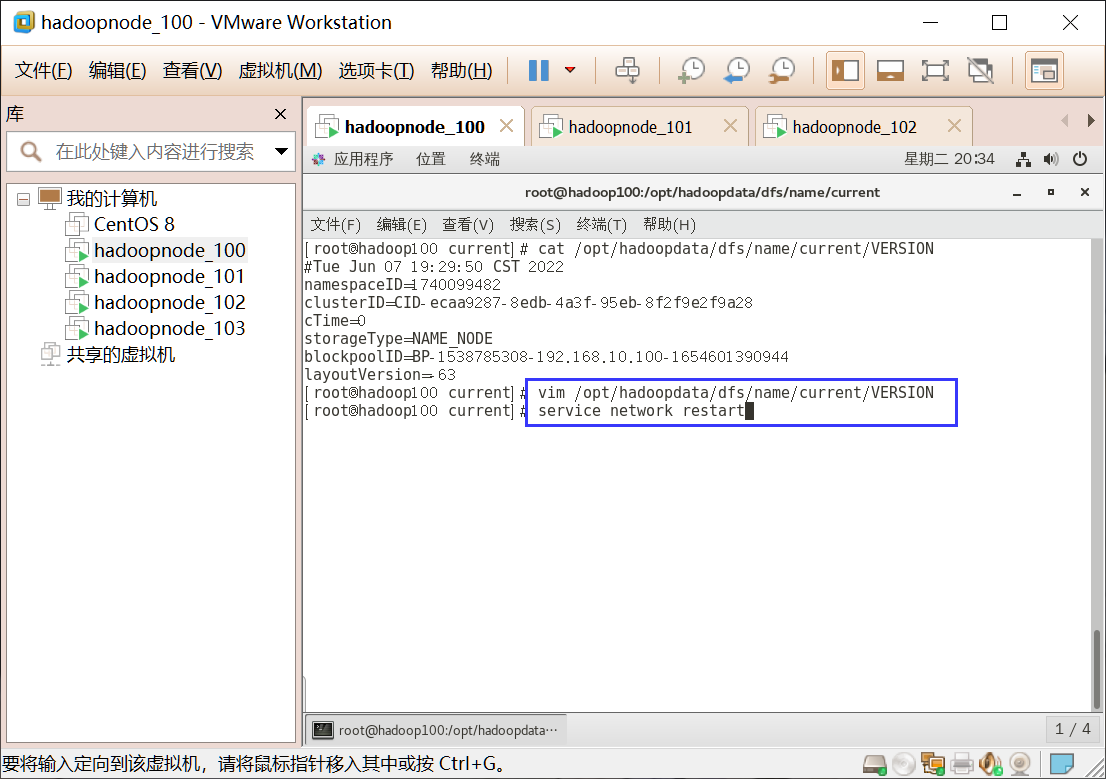 hadoopnode_100 - VMware Workstation
文件(F) 编辑(E) 查看(V) 虚拟机(M) 选项卡(T) 帮助(H)
库
在此处键入内容进行搜索
我的计算机
CentOS 8
hadoopnode_100
hadoopnode_101
hadoopnode_102
hadoopnode_103
共享的虚拟机
hadoopnode_100 hadoopnode_101 hadoopnode_102
应用程序 位置 终端 星期二 20:34
root@hadoop100:/opt/hadoopdata/dfs/name/current
文件(F) 编辑(E) 查看(V) 搜索(S) 终端(T) 帮助(H)
[root@hadoop100 current]# cat /opt/hadoopdata/dfs/name/current/VERSION
#Tue Jun 07 19:29:50 CST 2022
namespaceID=1740099482
clusterID=CID-ecaa9287-8edb-4a3f-95eb-8f2f9e2f9a28
cTime=0
storageType=NAME_NODE
blockpoolID=BP-1538785308-192.168.10.100-1654601390944
layoutVersion=-63
[root@hadoop100 current]# vim /opt/hadoopdata/dfs/name/current/VERSION
[root@hadoop100 current]# service network restart
root@hadoop100:/opt/hadoopdata… 1 / 4
要将输入定向到该虚拟机，请将鼠标指针移入其中或按 Ctrl+G。